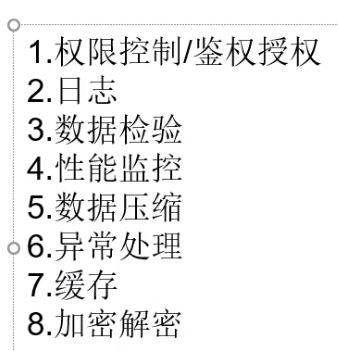 1.权限控制/鉴权授权
2.日志
3.数据检验
4.性能监控
5.数据压缩
6.异常处理
7.缓存
8.加密解密